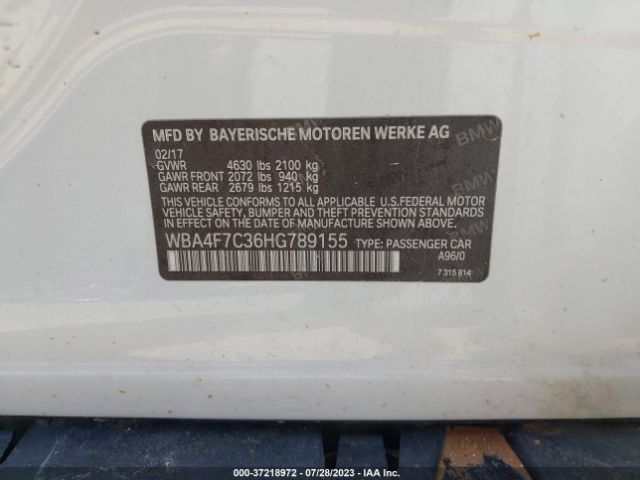 MFD BY BAYERISCHE MOTOREN WERKE AG
02/17
GVWR 4630 lbs 2100 kg
GAWR FRONT 2072 lbs 940 kg
GAWR REAR 2679 lbs 1215 kg
THIS VEHICLE CONFORMS TO ALL APPLICABLE U.S.FEDERAL MOTOR
VEHICLE SAFETY, BUMPER AND THEFT PREVENTION
STANDARDS IN EFFECT ON THE DATE OF
MANUFACTURE SHOWN ABOVE.
WBA4F7C36HG789155 TYPE: PASSENGER CAR
A96/0
7 315 814
BMW
BMW
BMW
000-37218972 - 07/28/2023 - IAA Inc.